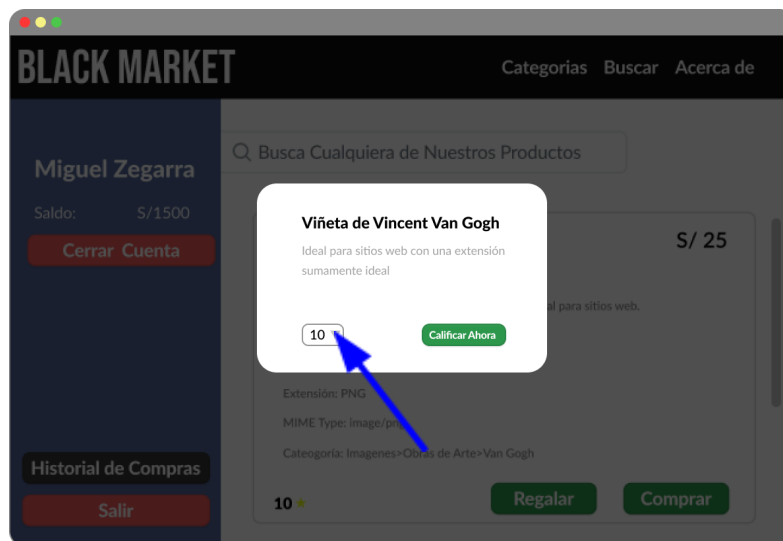 BLACK MARKET
Categorias Buscar Acerca de
Miguel Zegarra
Saldo: S/1500
Cerrar Cuenta
Historial de Compras
Salir
Busca Cualquiera de Nuestros Productos
S/ 25
Viñeta de Vincent Van Gogh
Ideal para sitios web con una extensión
sumamente ideal
10
Calificar Ahora
al para sitios web.
Extensión: PNG
MIME Type: image/png
Cateogoría: Imagenes>Obras de Arte>Van Gogh
10
Regalar
Comprar